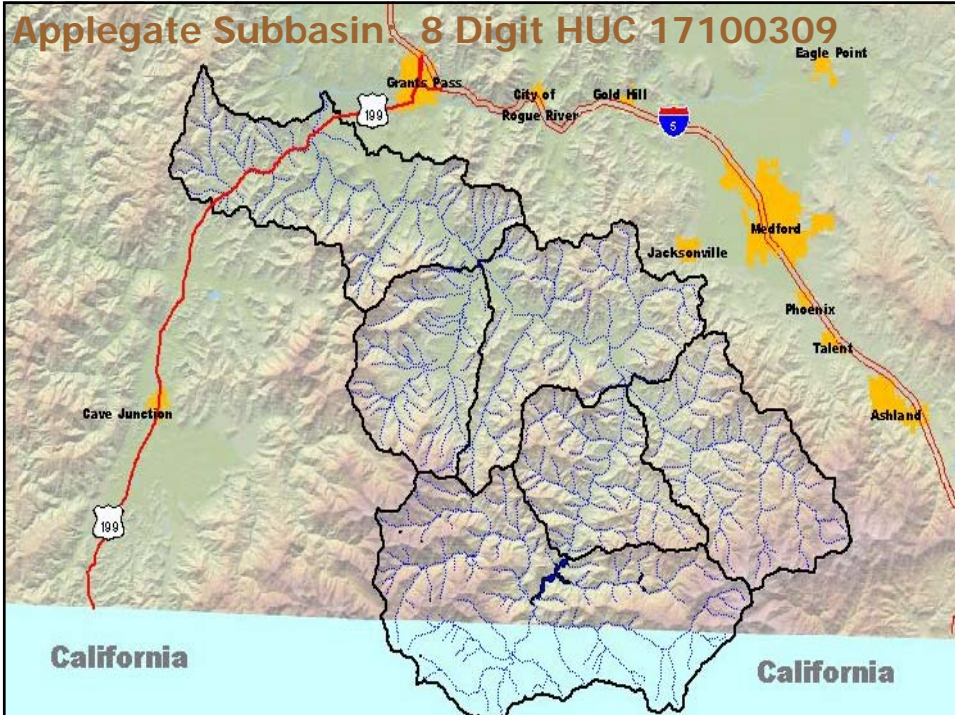 Applegate Subbasin: 8 Digit HUC 17100309
Eagle Point
Grants Pass
City of
Rogue River
Gold Hill
199
5
Medford
Jacksonville
Phoenix
Talent
Cave Junction
Ashland
199
California
California